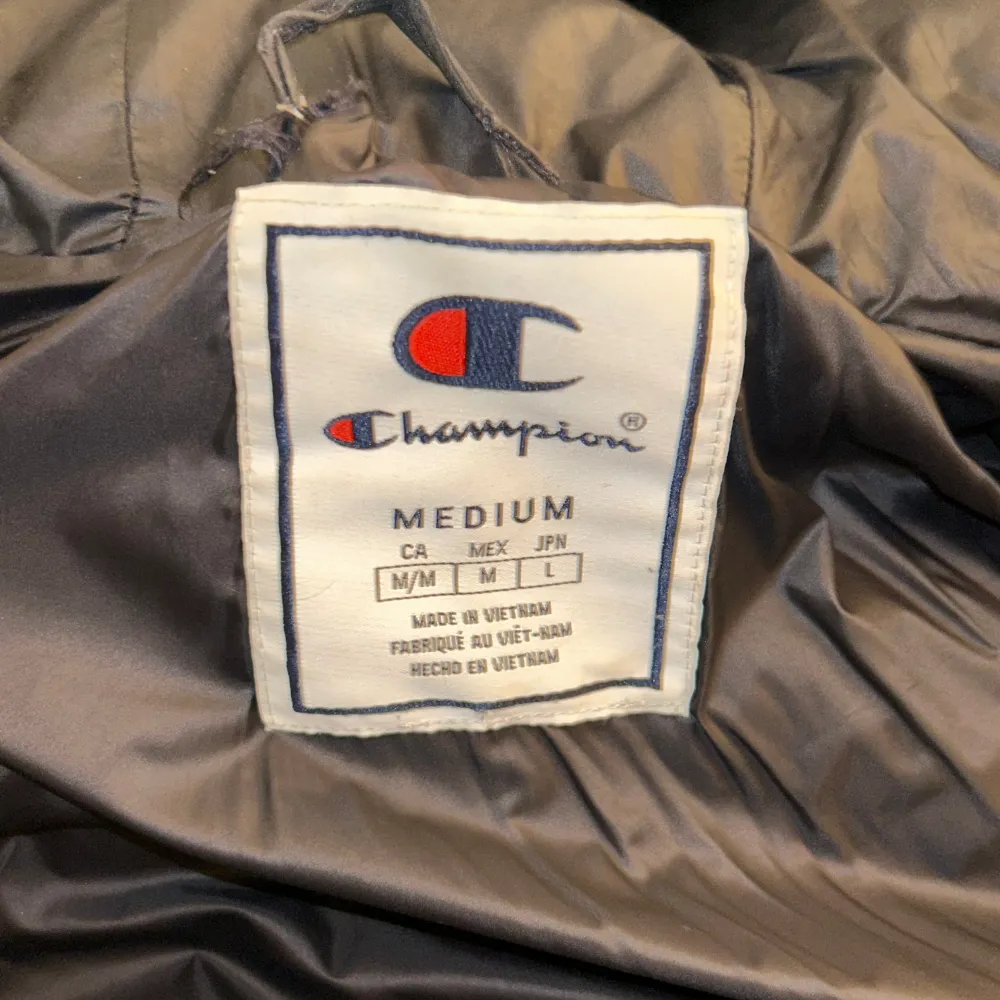 Champion®
MEDIUM
CA MEX JPN
M/M M L
MADE IN VIETNAM
FABRIQUÉ AU VIÊT-NAM
HECHO EN VIETNAM